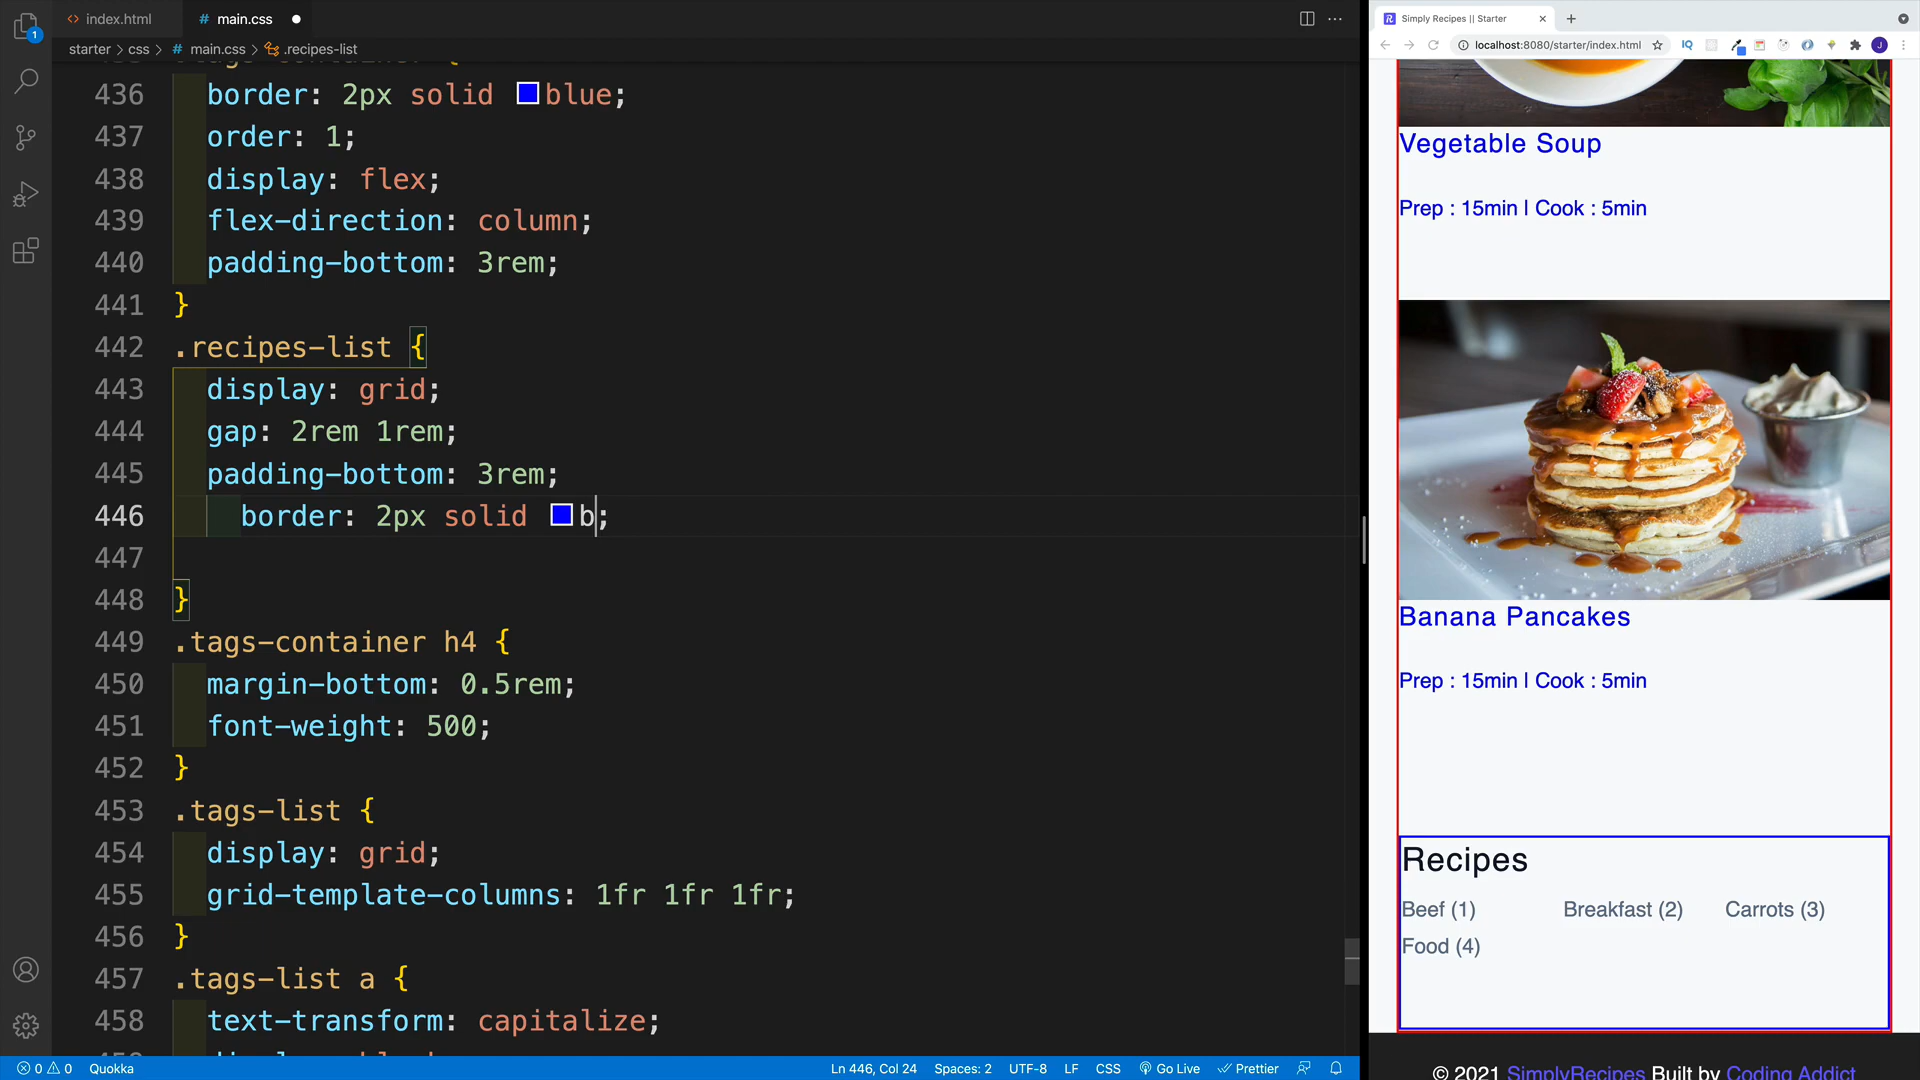 index.html
# main.css
starter > css > # main.css > .recipes-list
1
436 border: 2px solid blue;
437 order: 1;
438 display: flex;
439 flex-direction: column;
440 padding-bottom: 3rem;
441 }
442 .recipes-list {
443 display: grid;
444 gap: 2rem 1rem;
445 padding-bottom: 3rem;
446 border: 2px solid b;
447
448 }
449 .tags-container h4 {
450 margin-bottom: 0.5rem;
451 font-weight: 500;
452 }
453 .tags-list {
454 display: grid;
455 grid-template-columns: 1fr 1fr 1fr;
456 }
457 .tags-list a {
458 text-transform: capitalize;
0 0 Quokka Ln 446, Col 24 Spaces: 2 UTF-8 LF CSS Go Live Prettier
Simply Recipes || Starter
localhost:8080/starter/index.html
IQ
J
Vegetable Soup
Prep : 15min | Cook : 5min
Banana Pancakes
Prep : 15min | Cook : 5min
Recipes
Beef (1) Breakfast (2) Carrots (3)
Food (4)
© 2021 SimplyRecipes Built by Coding Addict